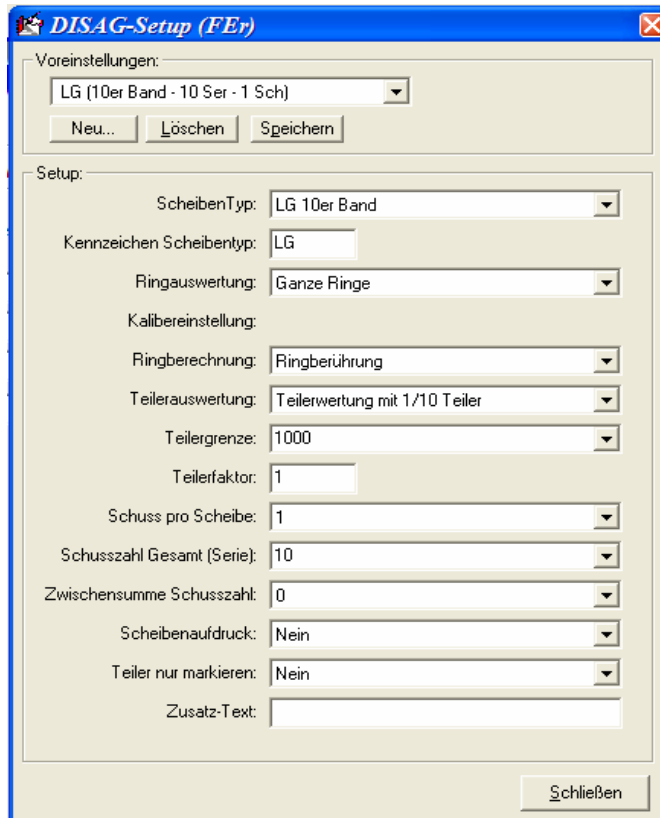 DISAG-Setup (FEr)
Voreinstellungen:
LG (10er Band - 10 Ser - 1 Sch)
Neu... Löschen Speichern
Setup:
ScheibenTyp: LG 10er Band
Kennzeichen Scheibentyp: LG
Ringauswertung: Ganze Ringe
Kalibereinstellung:
Ringberechnung: Ringberührung
Teilerauswertung: Teilerwertung mit 1/10 Teiler
Teilergrenze: 1000
Teilerfaktor: 1
Schuss pro Scheibe: 1
Schusszahl Gesamt (Serie): 10
Zwischensumme Schusszahl: 0
Scheibenaufdruck: Nein
Teiler nur markieren: Nein
Zusatz-Text:
Schließen